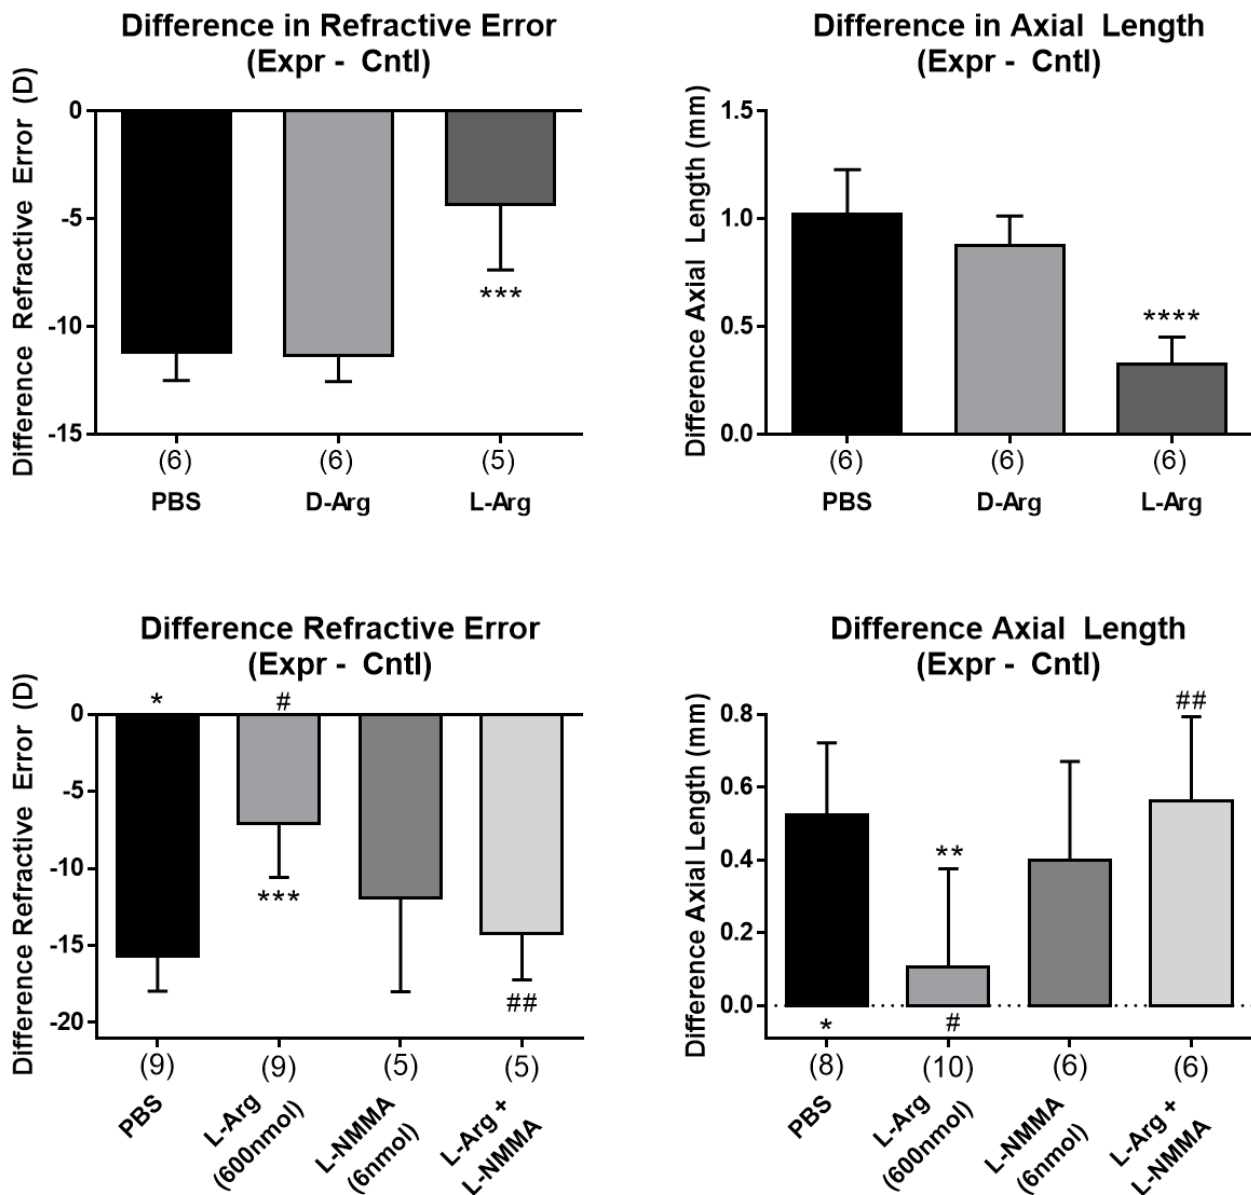 Difference in Refractive Error
(Expr - Cntl)
Difference Refractive Error (D)
0
-5
-10
-15
***
(6) (6) (5)
PBS D-Arg L-Arg
Difference in Axial Length
(Expr - Cntl)
Difference Axial Length (mm)
1.5
1.0
0.5
0.0
****
(6) (6) (6)
PBS D-Arg L-Arg
Difference Refractive Error
(Expr - Cntl)
Difference Refractive Error (D)
* #
0
-5
-10
-15
-20
***
##
(9) (9) (5) (5)
PBS
L-Arg
(600nmol)
L-NMMA
(6nmol)
L-Arg +
L-NMMA
Difference Axial Length
(Expr - Cntl)
Difference Axial Length (mm)
0.8
0.6
0.4
0.2
0.0
##
**
* #
(8) (10) (6) (6)
PBS
L-Arg
(600nmol)
L-NMMA
(6nmol)
L-Arg +
L-NMMA